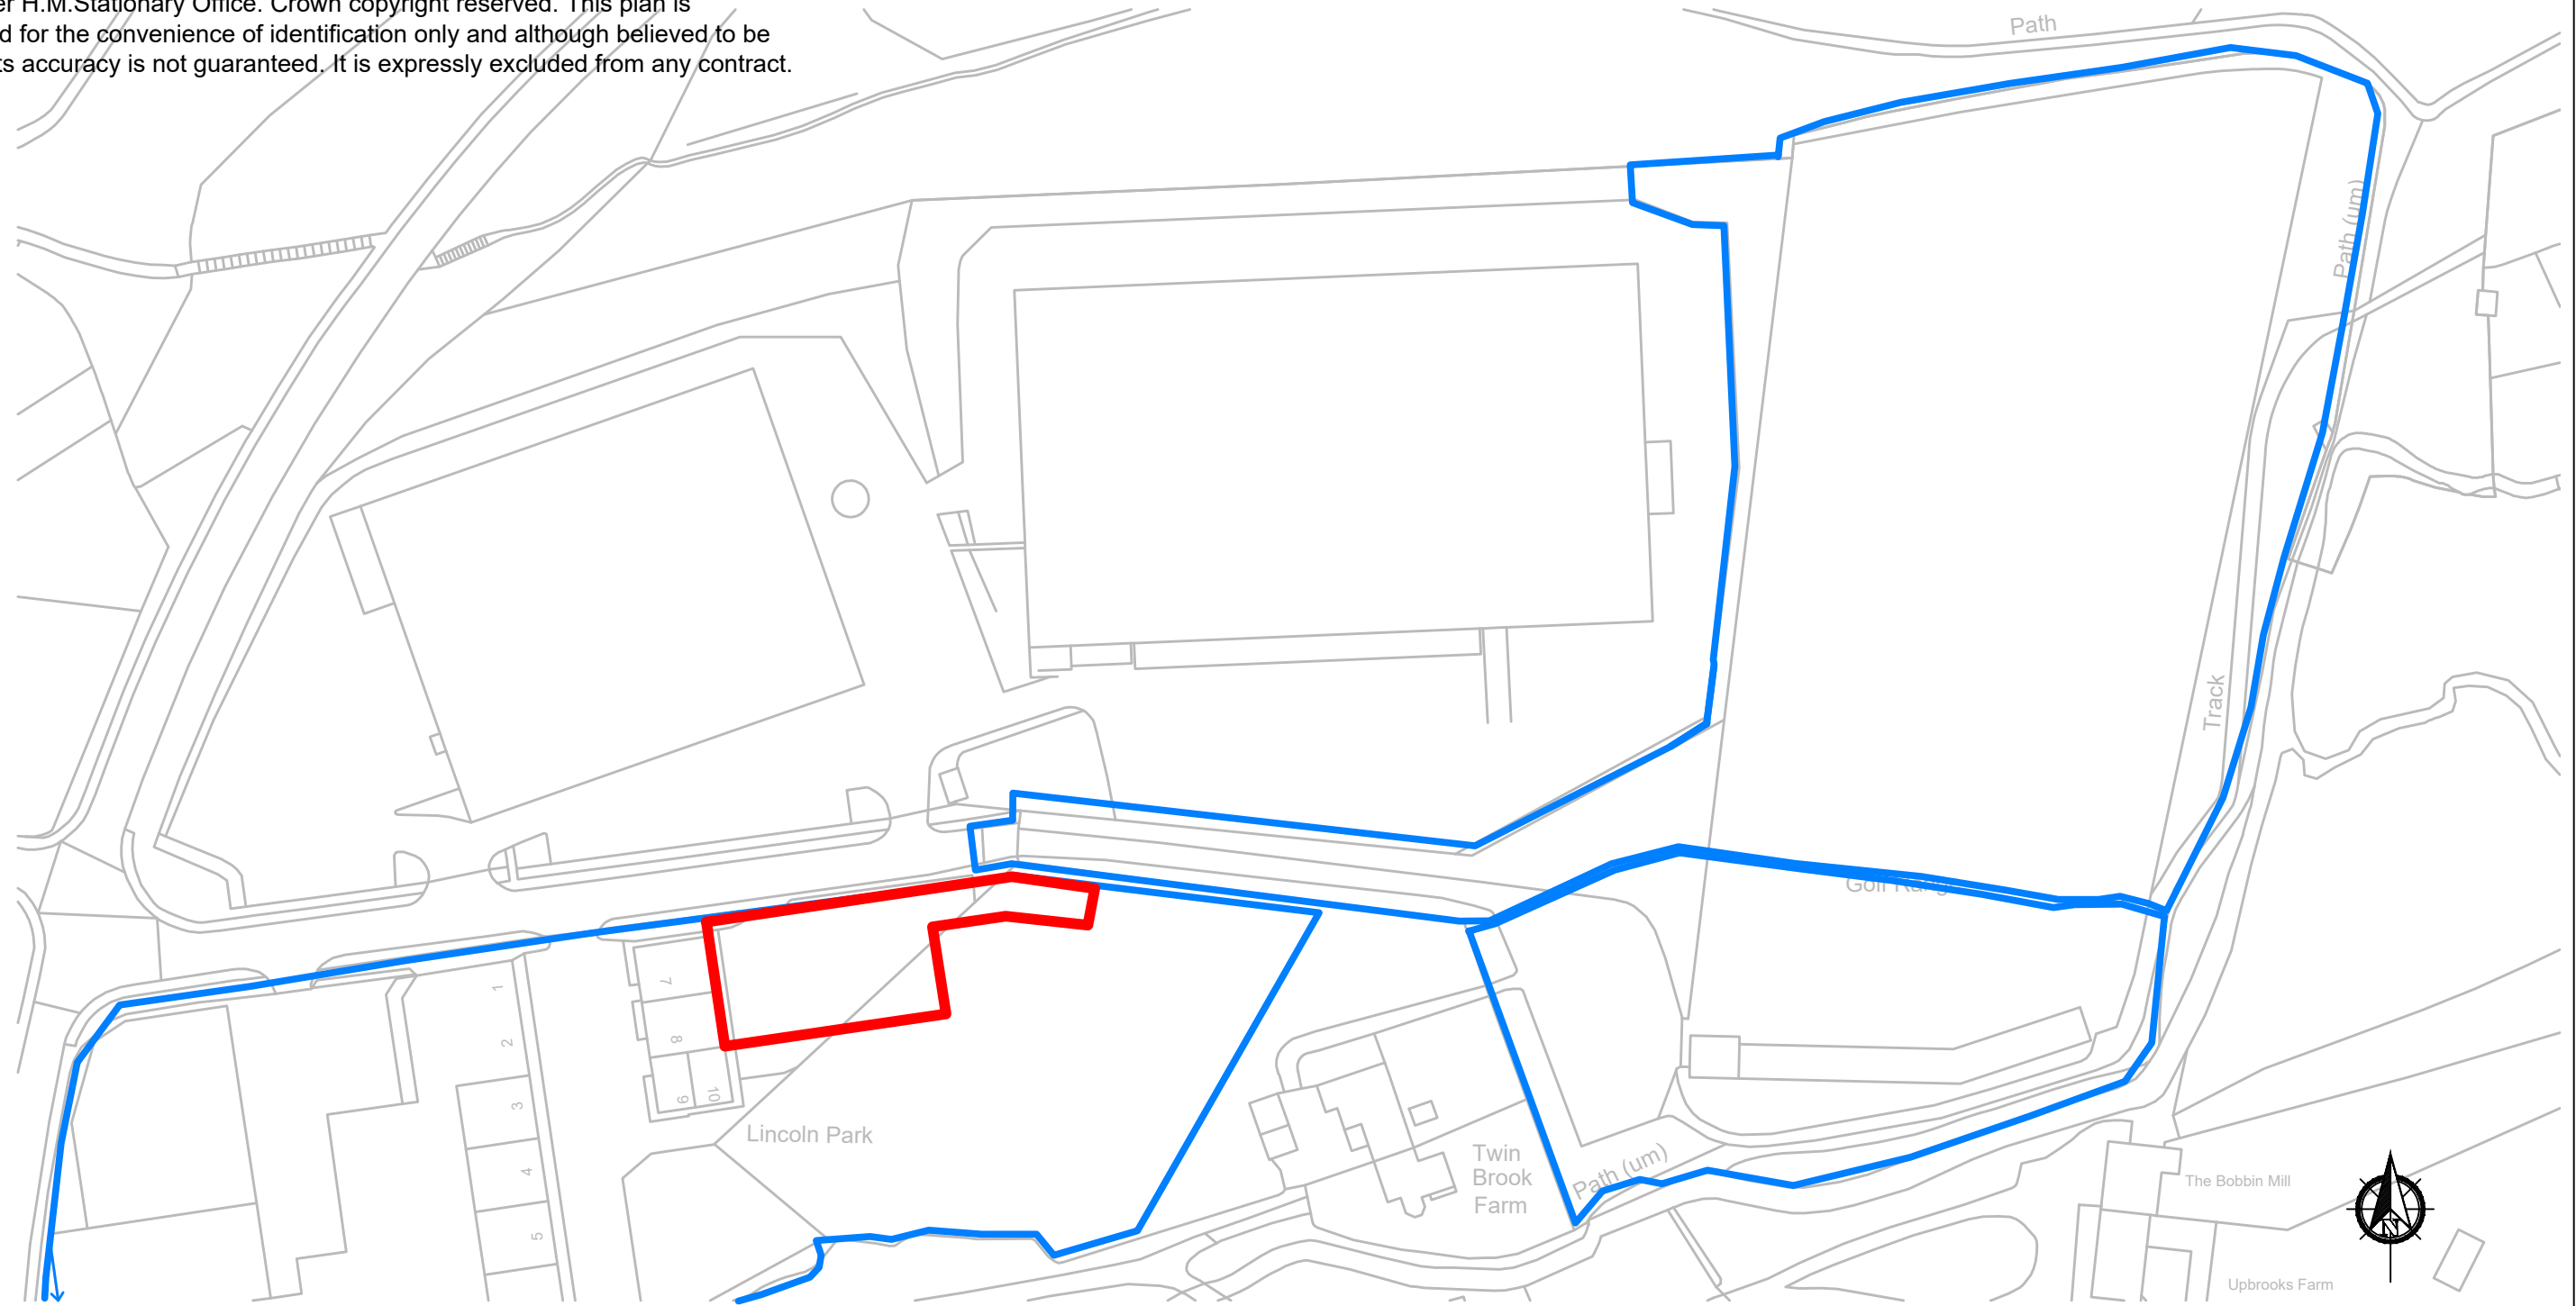 er H.M.Stationary Office. Crown copyright reserved. This plan is
d for the convenience of identification only and although believed to be
ts accuracy is not guaranteed. It is expressly excluded from any contract.
Path
Path (um)
Track
Golf Range
7
8
9
10
1
2
3
4
5
Lincoln Park
Twin
Brook
Farm
Path (um)
The Bobbin Mill
Upbrooks Farm
N